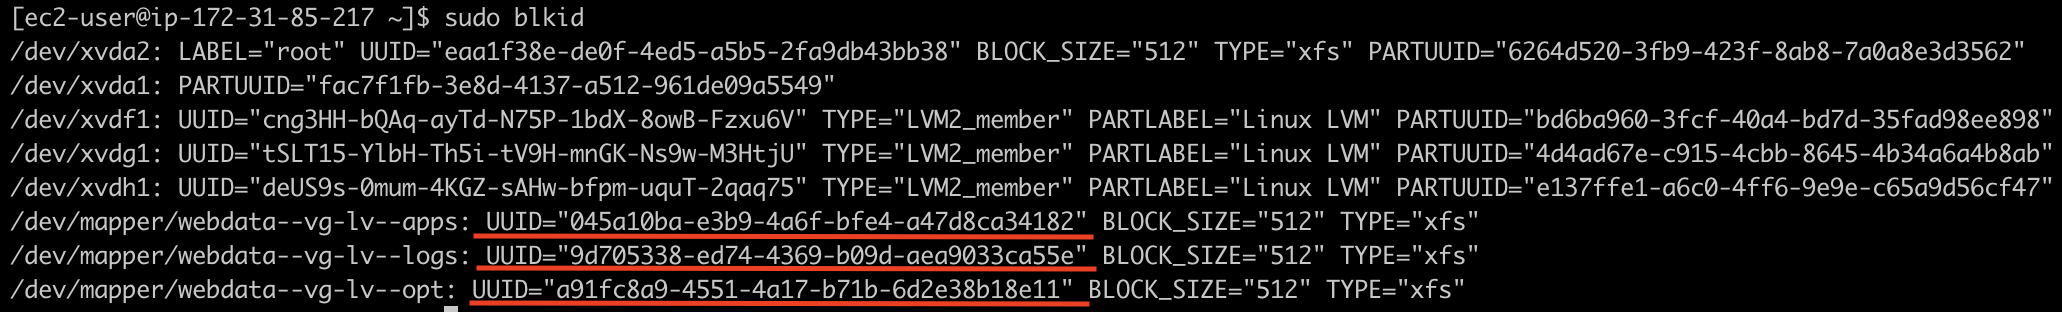 [ec2-user@ip-172-31-85-217 ~]$ sudo blkid
/dev/xvda2: LABEL="root" UUID="eaa1f38e-de0f-4ed5-a5b5-2fa9db43bb38" BLOCK_SIZE="512" TYPE="xfs" PARTUUID="6264d520-3fb9-423f-8ab8-7a0a8e3d3562"
/dev/xvda1: PARTUUID="fac7f1fb-3e8d-4137-a512-961de09a5549"
/dev/xvdf1: UUID="cng3HH-bQAq-ayTd-N75P-1bdX-8owB-Fzxu6V" TYPE="LVM2_member" PARTLABEL="Linux LVM" PARTUUID="bd6ba960-3fcf-40a4-bd7d-35fad98ee898"
/dev/xvdg1: UUID="tSLT15-YlbH-Th5i-tV9H-mnGK-Ns9w-M3HtjU" TYPE="LVM2_member" PARTLABEL="Linux LVM" PARTUUID="4d4ad67e-c915-4cbb-8645-4b34a6a4b8ab"
/dev/xvdh1: UUID="deUS9s-0mum-4KGZ-sAHw-bfpm-uquT-2qaq75" TYPE="LVM2_member" PARTLABEL="Linux LVM" PARTUUID="e137ffe1-a6c0-4ff6-9e9e-c65a9d56cf47"
/dev/mapper/webdata--vg-lv--apps: UUID="045a10ba-e3b9-4a6f-bfe4-a47d8ca34182" BLOCK_SIZE="512" TYPE="xfs"
/dev/mapper/webdata--vg-lv--logs: UUID="9d705338-ed74-4369-b09d-aea9033ca55e" BLOCK_SIZE="512" TYPE="xfs"
/dev/mapper/webdata--vg-lv--opt: UUID="a91fc8a9-4551-4a17-b71b-6d2e38b18e11" BLOCK_SIZE="512" TYPE="xfs"